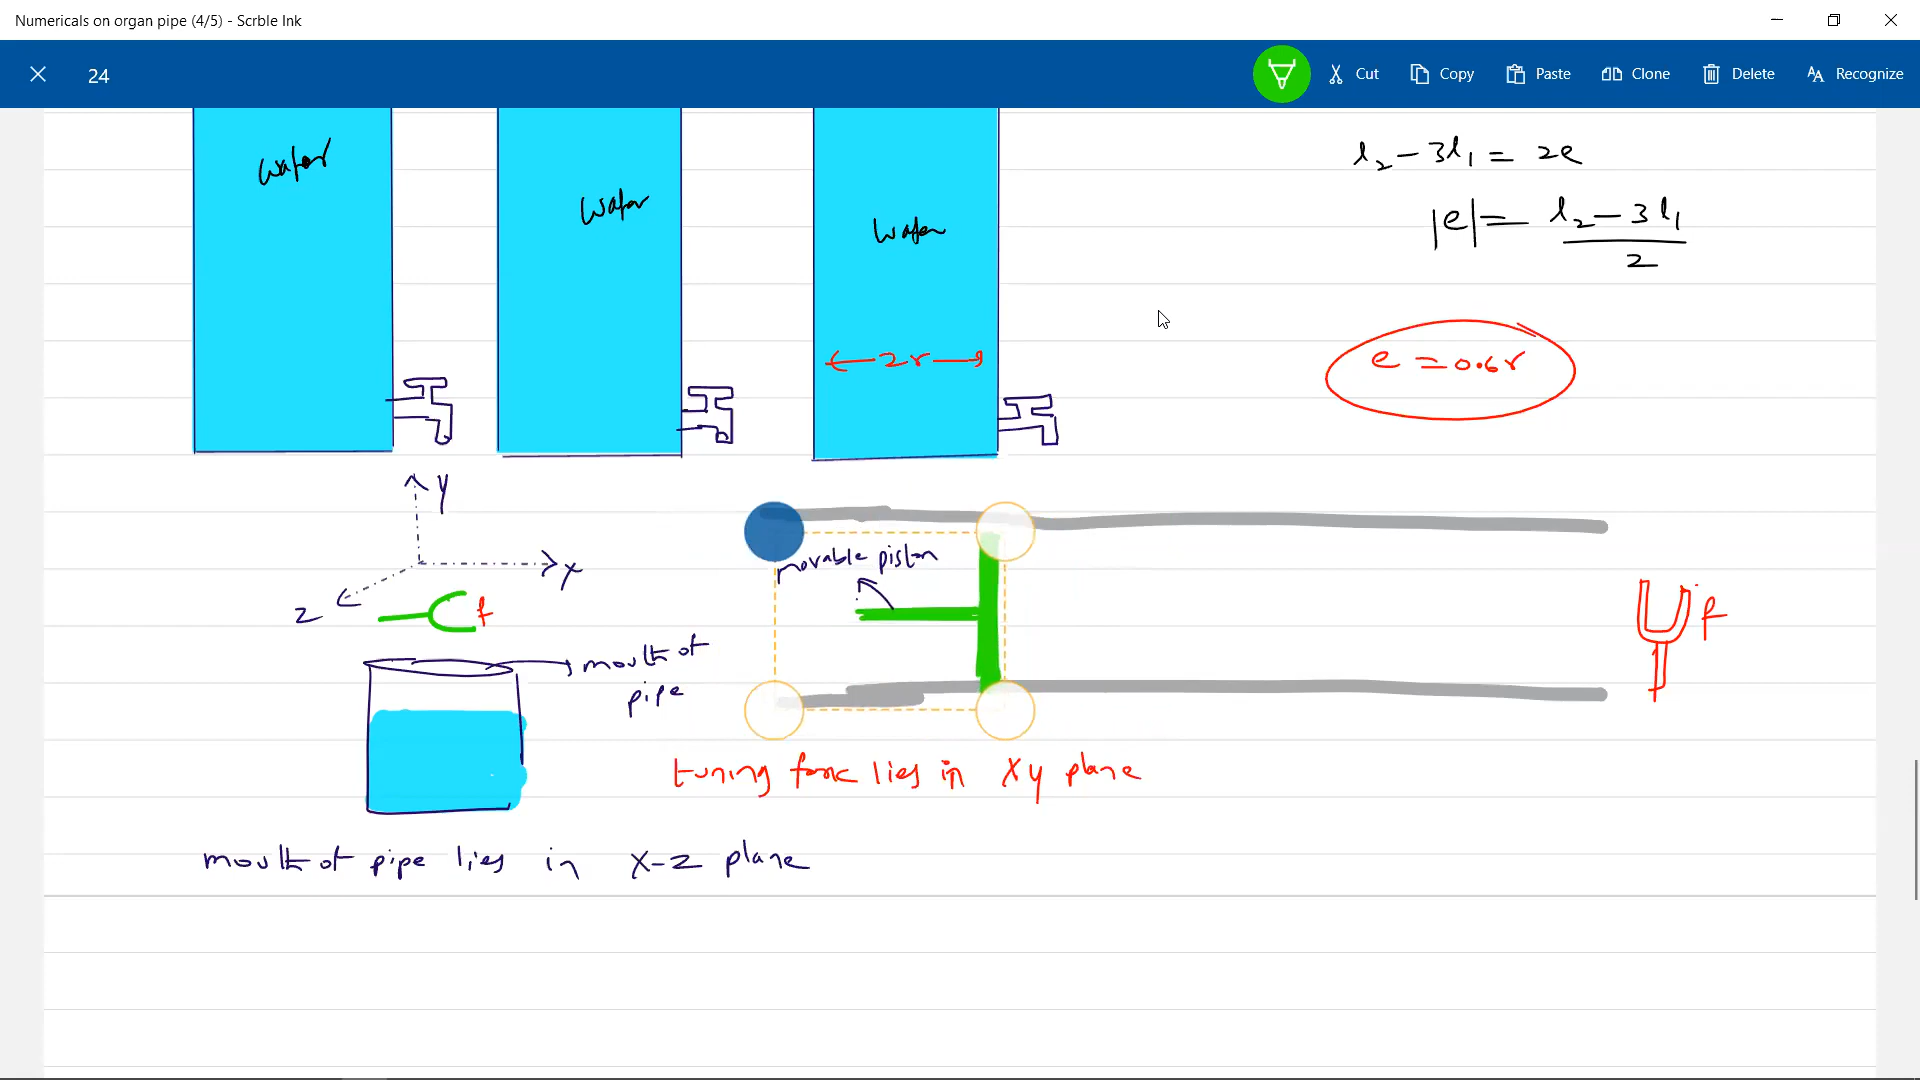 Numericals on organ pipe (4/5) - Scrble Ink
24
Cut
Copy
Paste
Clone
Delete
Recognize
water
water
water
l₂ - 3l₁ = 2e
|e| = (l₂ - 3l₁)/2
e = 0.6r
2r
y
x
z
f
movable piston
f
mouth of
pipe
tuning fork lies in xy plane
mouth of pipe lies in x-z plane